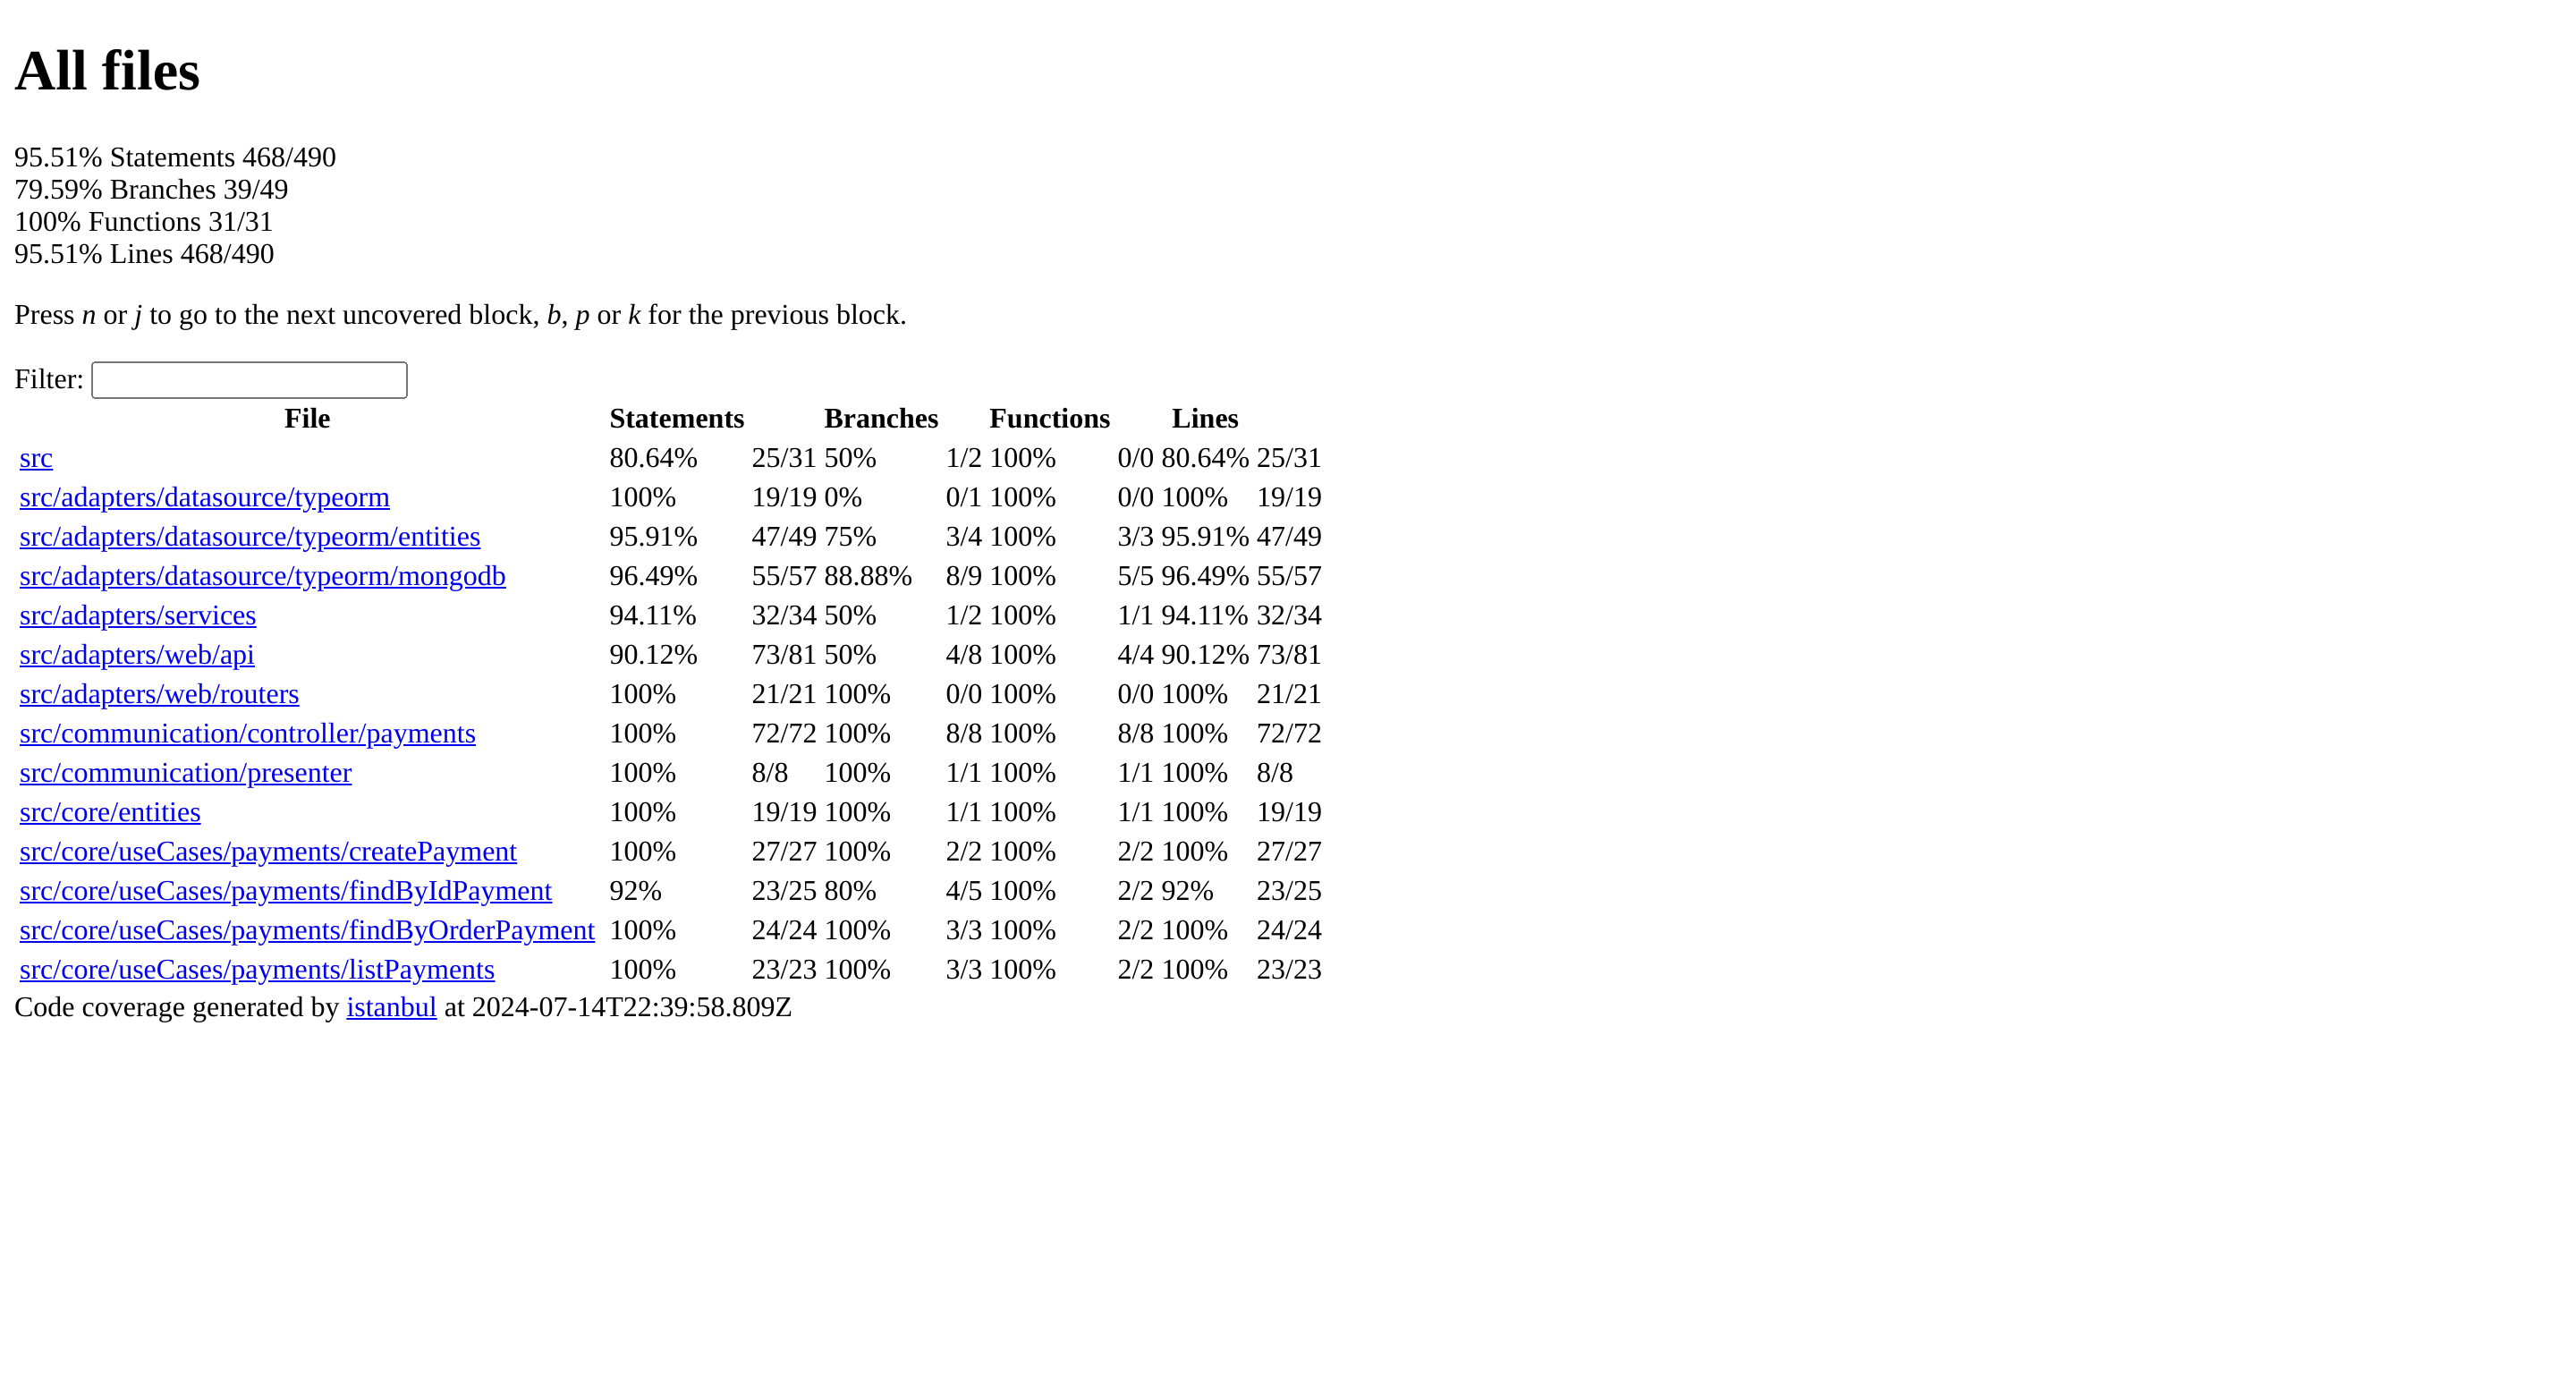 All files
95.51% Statements 468/490
79.59% Branches 39/49
100% Functions 31/31
95.51% Lines 468/490
Press n or j to go to the next uncovered block, b, p or k for the previous block.
Filter:
File Statements Branches Functions Lines
src 80.64% 25/31 50% 1/2 100% 0/0 80.64% 25/31
src/adapters/datasource/typeorm 100% 19/19 0% 0/1 100% 0/0 100% 19/19
src/adapters/datasource/typeorm/entities 95.91% 47/49 75% 3/4 100% 3/3 95.91% 47/49
src/adapters/datasource/typeorm/mongodb 96.49% 55/57 88.88% 8/9 100% 5/5 96.49% 55/57
src/adapters/services 94.11% 32/34 50% 1/2 100% 1/1 94.11% 32/34
src/adapters/web/api 90.12% 73/81 50% 4/8 100% 4/4 90.12% 73/81
src/adapters/web/routers 100% 21/21 100% 0/0 100% 0/0 100% 21/21
src/communication/controller/payments 100% 72/72 100% 8/8 100% 8/8 100% 72/72
src/communication/presenter 100% 8/8 100% 1/1 100% 1/1 100% 8/8
src/core/entities 100% 19/19 100% 1/1 100% 1/1 100% 19/19
src/core/useCases/payments/createPayment 100% 27/27 100% 2/2 100% 2/2 100% 27/27
src/core/useCases/payments/findByIdPayment 92% 23/25 80% 4/5 100% 2/2 92% 23/25
src/core/useCases/payments/findByOrderPayment 100% 24/24 100% 3/3 100% 2/2 100% 24/24
src/core/useCases/payments/listPayments 100% 23/23 100% 3/3 100% 2/2 100% 23/23
Code coverage generated by istanbul at 2024-07-14T22:39:58.809Z